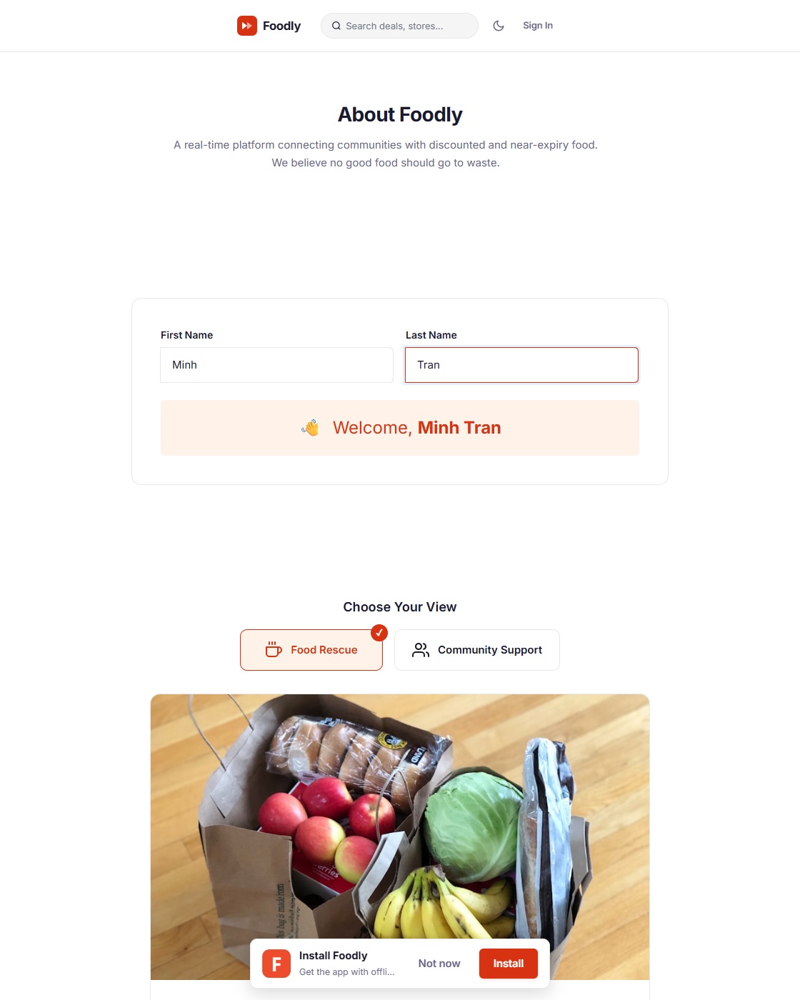 Foodly
Search deals, stores...
Sign In
About Foodly
A real-time platform connecting communities with discounted and near-expiry food.
We believe no good food should go to waste.
First Name
Last Name
Minh
Tran
👋 Welcome, Minh Tran
Choose Your View
Food Rescue
Community Support
LAND
erries
F
Install Foodly
Get the app with offli...
Not now
Install